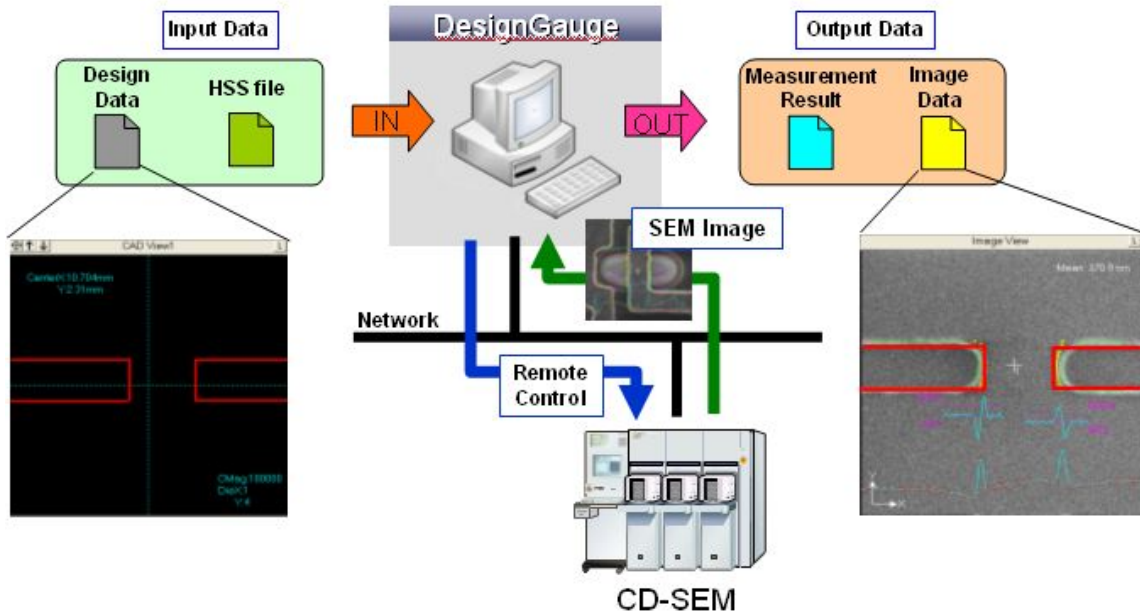 Input Data
DesignGauge
Output Data
Design
Data
HSS file
IN
OUT
Measurement
Result
Image
Data
SEM Image
CAD View1
Image View
Network
Remote
Control
CD-SEM